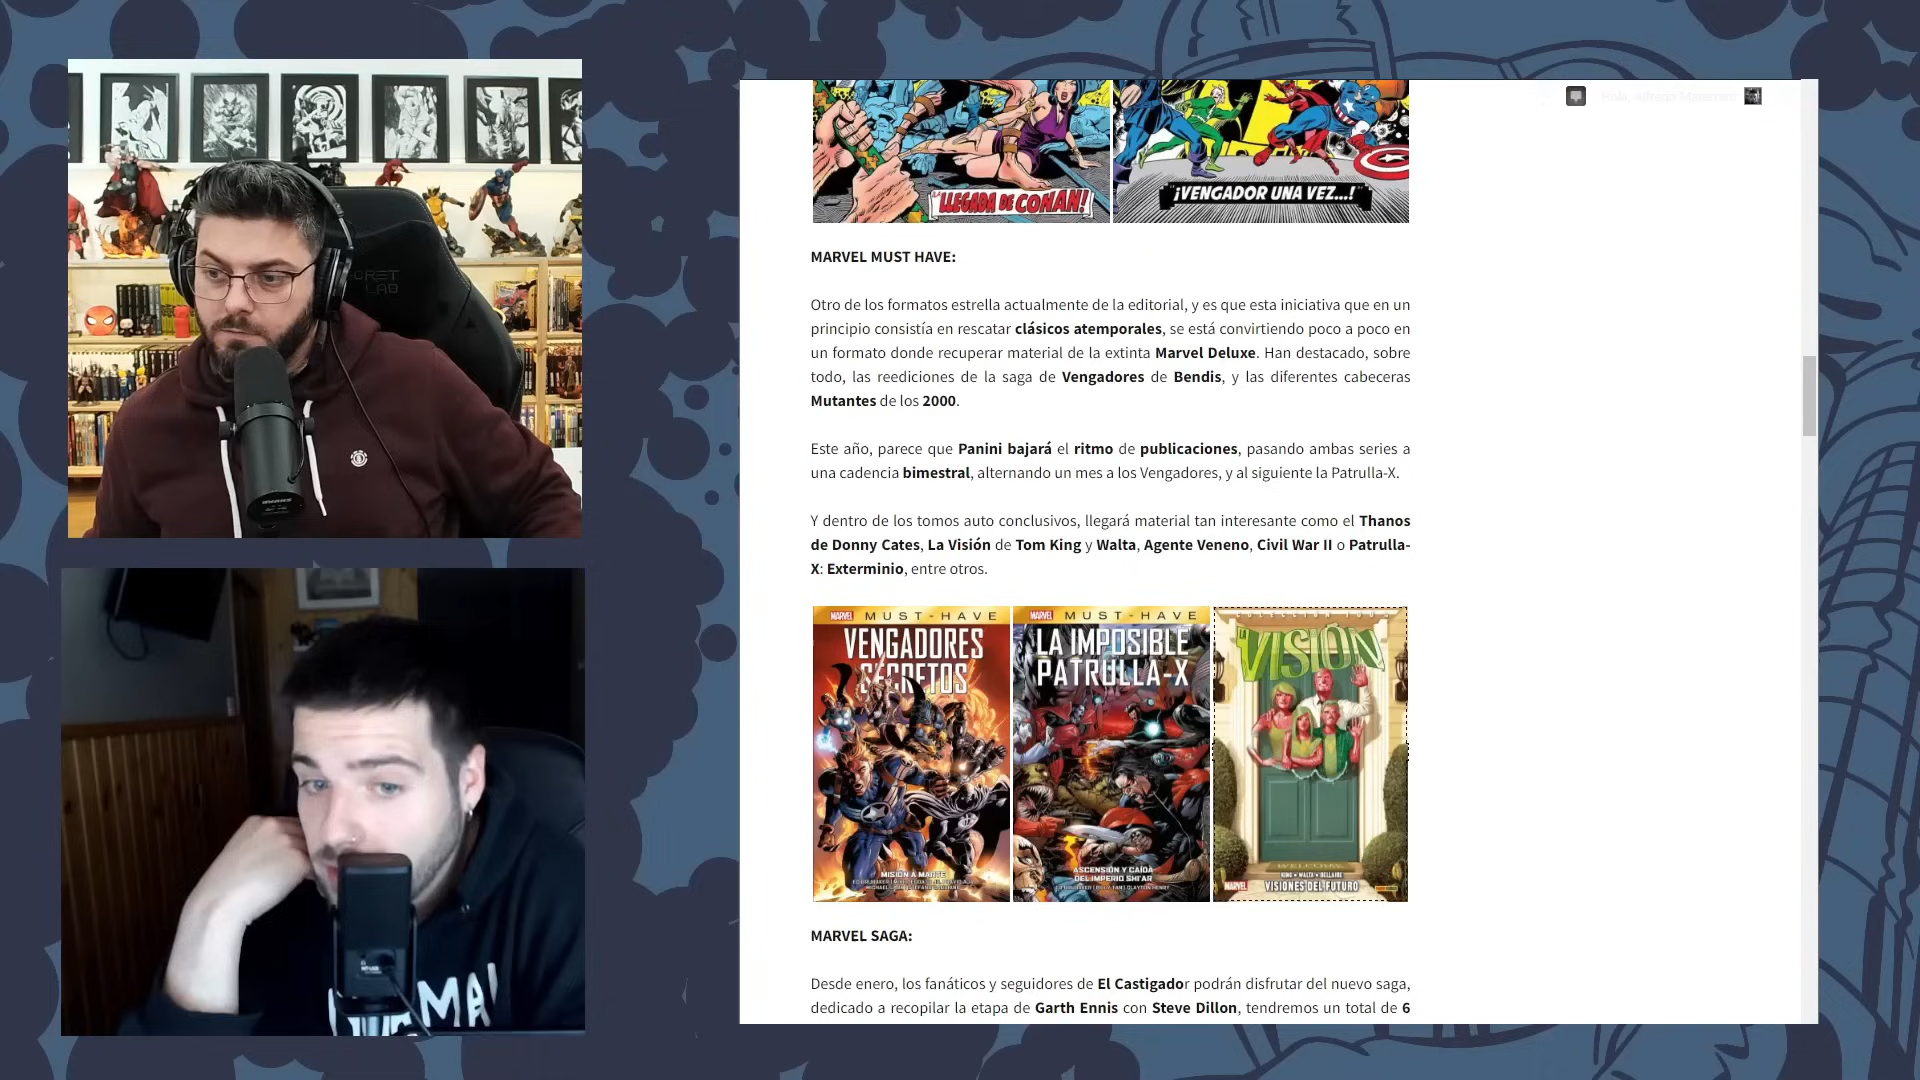 ¡LLEGADA DE CONAN!
"¡VENGADOR UNA VEZ...!"
MARVEL MUST HAVE:
Otro de los formatos estrella actualmente de la editorial, y es que esta iniciativa que en un
principio consistía en rescatar clásicos atemporales, se está convirtiendo poco a poco en
un formato donde recuperar material de la extinta Marvel Deluxe. Han destacado, sobre
todo, las reediciones de la saga de Vengadores de Bendis, y las diferentes cabeceras
Mutantes de los 2000.
Este año, parece que Panini bajará el ritmo de publicaciones, pasando ambas series a
una cadencia bimestral, alternando un mes a los Vengadores, y al siguiente la Patrulla-X.
Y dentro de los tomos auto conclusivos, llegará material tan interesante como el Thanos
de Donny Cates, La Visión de Tom King y Walta, Agente Veneno, Civil War II o Patrulla-
X: Exterminio, entre otros.
MARVEL MUST-HAVE
VENGADORES
SECRETOS
MISIÓN A MARTE
MARVEL MUST-HAVE
LA IMPOSIBLE
PATRULLA-X
ASCENSIÓN Y CAÍDA
DEL IMPERIO SHI'AR
LA
VISIÓN
WELCOME
KING • WALTA • BELLAIRE
MARVEL
VISIONES DEL FUTURO
MARVEL SAGA:
Desde enero, los fanáticos y seguidores de El Castigador podrán disfrutar del nuevo saga,
dedicado a recopilar la etapa de Garth Ennis con Steve Dillon, tendremos un total de 6